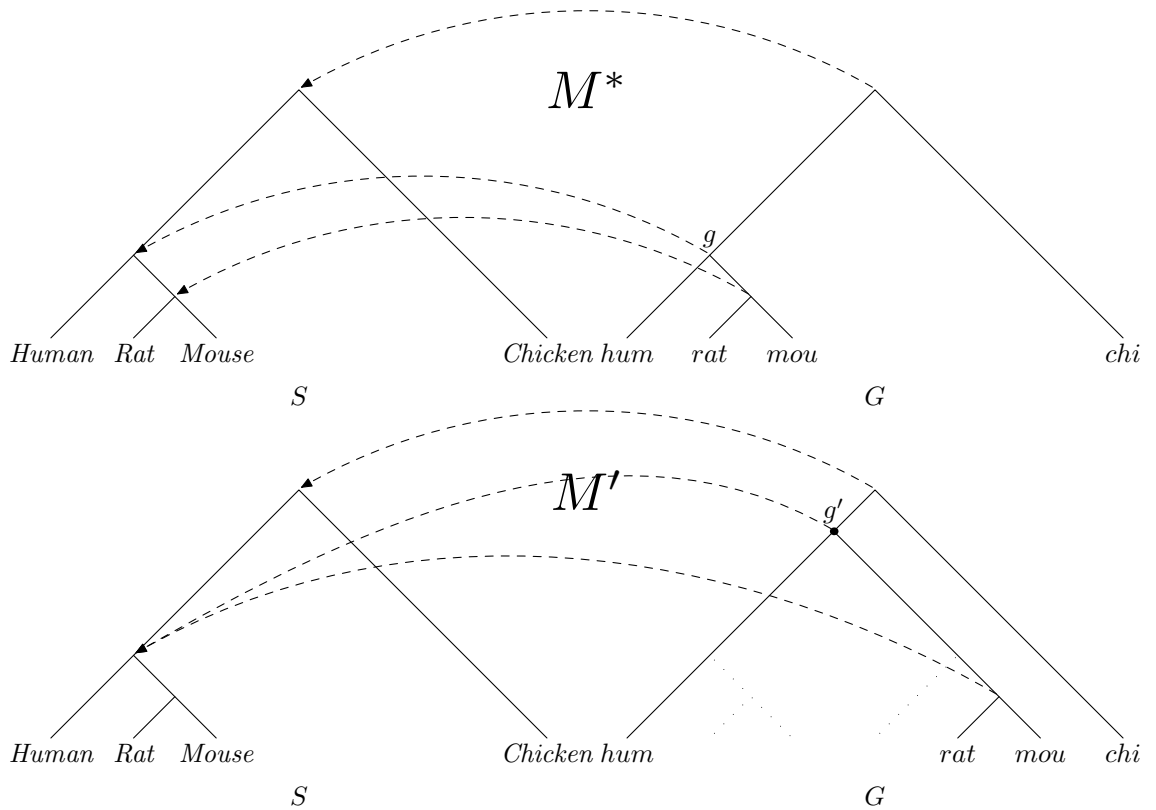 M*
g
Human Rat Mouse Chicken hum rat mou chi
S G
M′
g′
Human Rat Mouse Chicken hum rat mou chi
S G